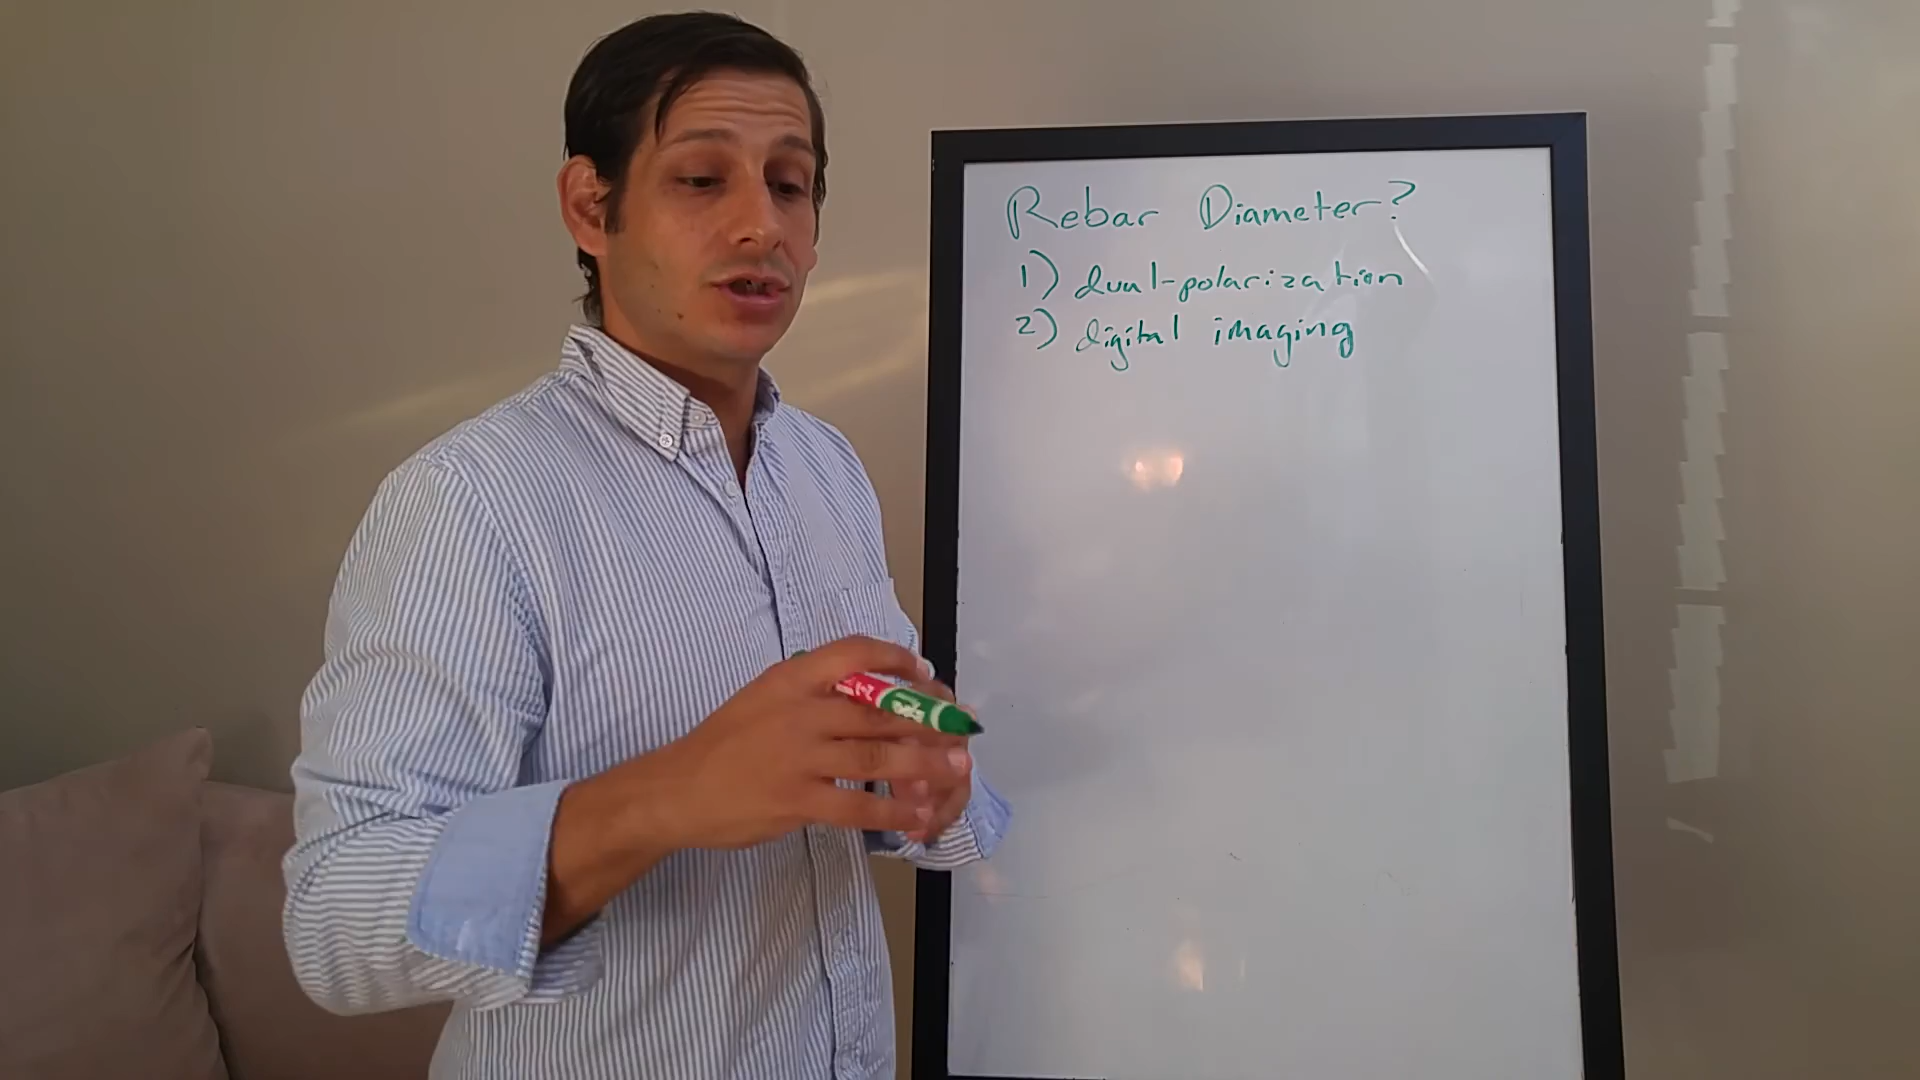 Rebar Diameter?
1) dual-polarization
2) digital imaging